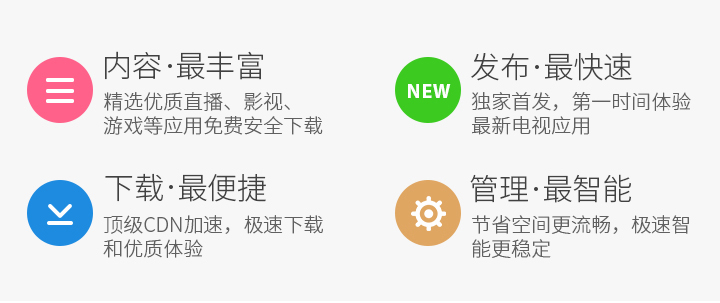 内容·最丰富
精选优质直播、影视、
游戏等应用免费安全下载
NEW
发布·最快速
独家首发，第一时间体验
最新电视应用
下载·最便捷
顶级CDN加速，极速下载
和优质体验
管理·最智能
节省空间更流畅，极速智
能更稳定